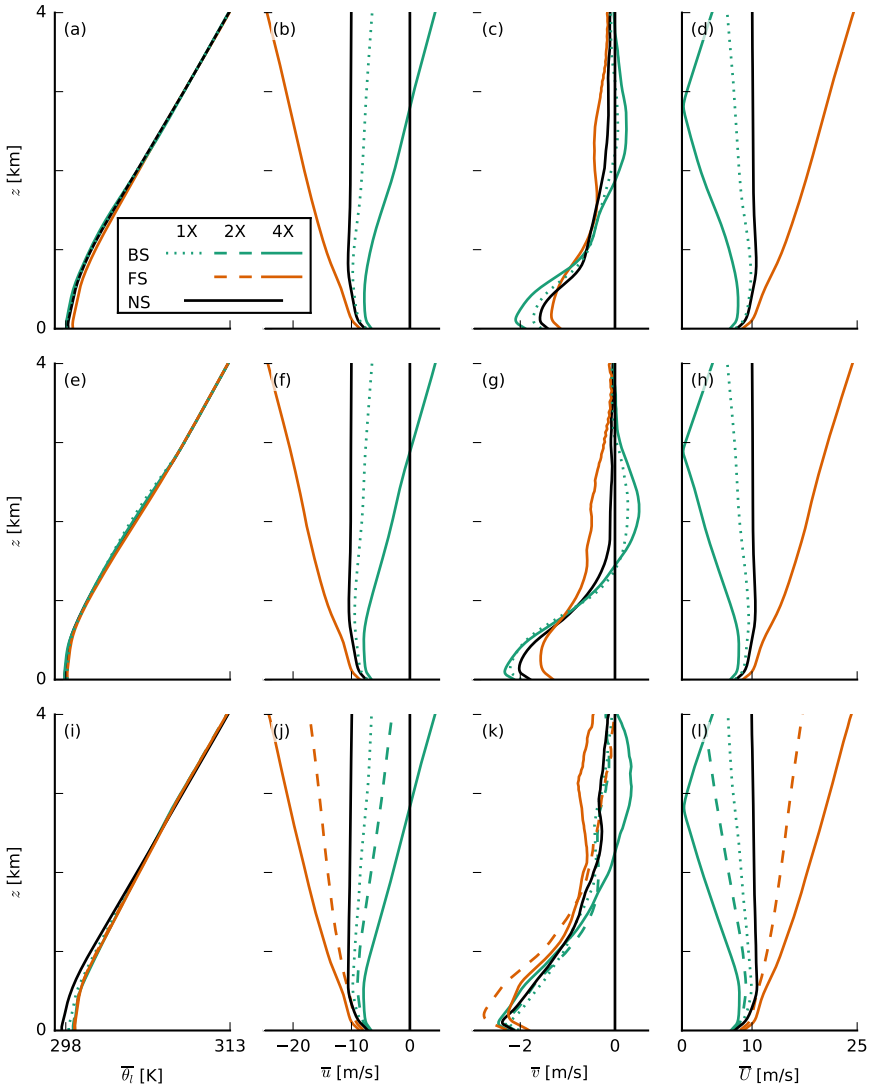 4
(a) (b) (c) (d)
z [km]
1X 2X 4X
BS
FS
NS
0
4
(e) (f) (g) (h)
z [km]
0
4
(i) (j) (k) (l)
z [km]
0
298 313 −20 −10 0 −2 0 0 10 25
θ̅ₗ [K] u̅ [m/s] v̅ [m/s] U̅ [m/s]